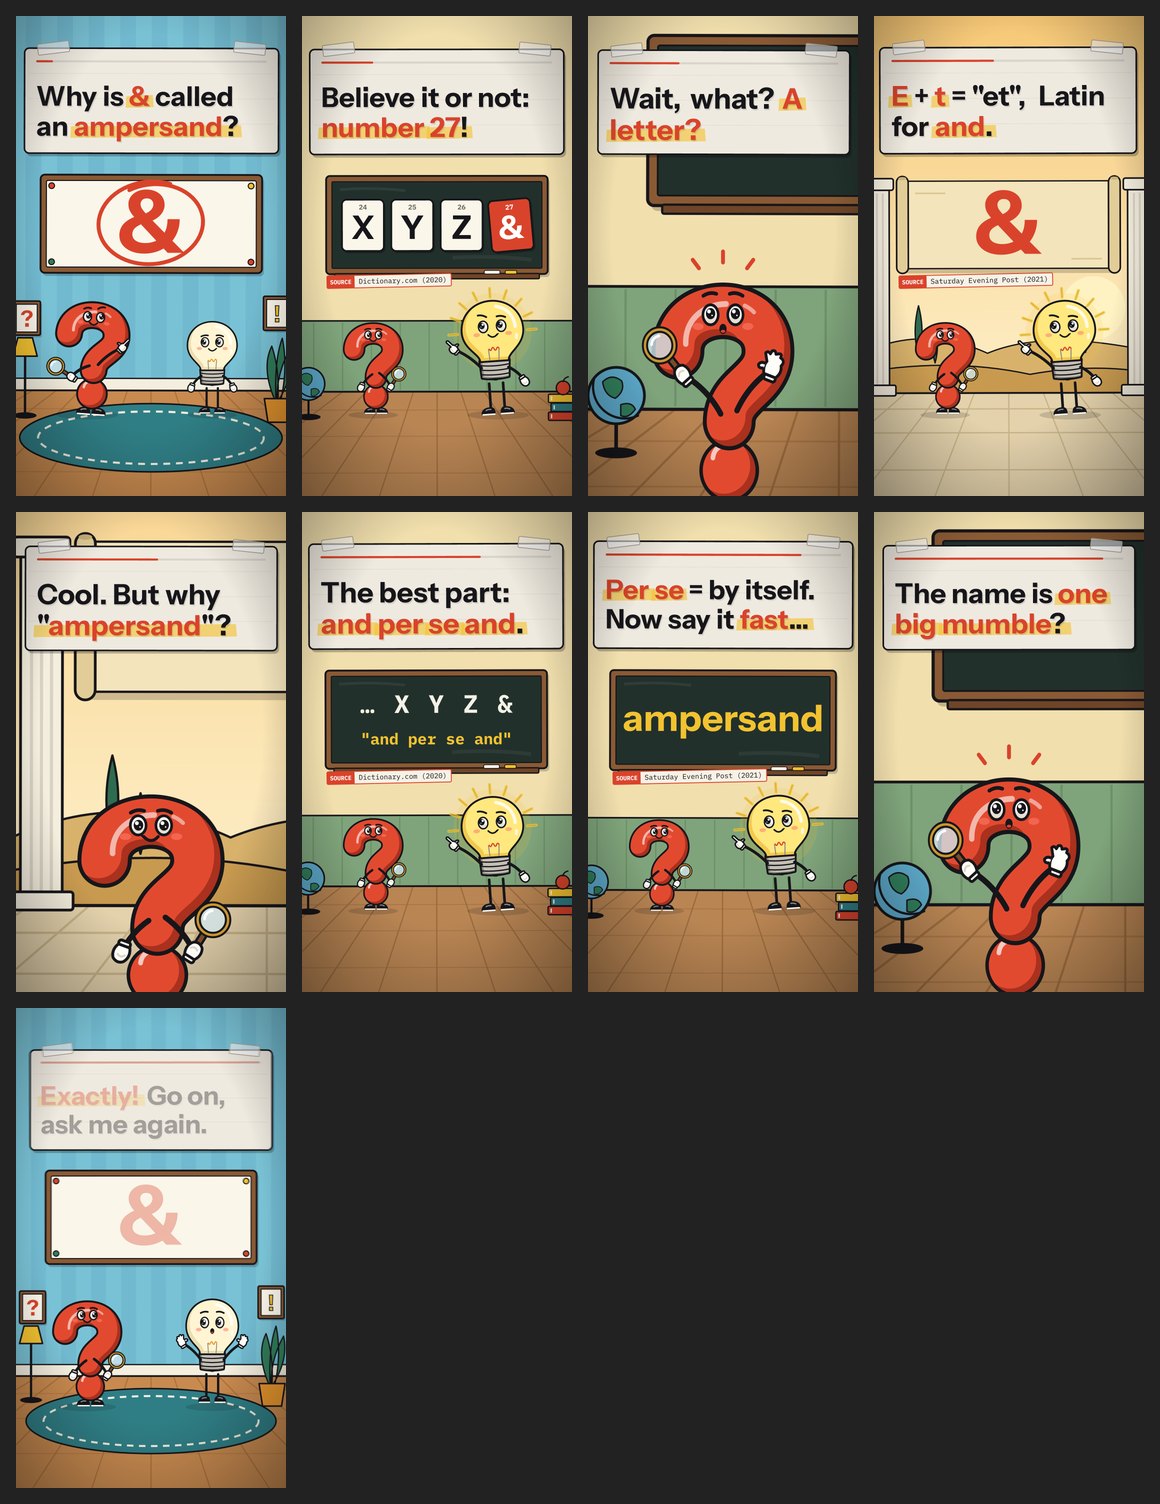 Why is & called
an ampersand?
&
?
!
Believe it or not:
number 27!
24 25 26 27
X Y Z &
SOURCE Dictionary.com (2020)
Wait, what? A
letter?
E + t = "et", Latin
for and.
&
SOURCE Saturday Evening Post (2021)
Cool. But why
"ampersand"?
The best part:
and per se and.
... X Y Z &
"and per se and"
SOURCE Dictionary.com (2020)
Per se = by itself.
Now say it fast...
ampersand
SOURCE Saturday Evening Post (2021)
The name is one
big mumble?
Exactly! Go on,
ask me again.
&
?
!